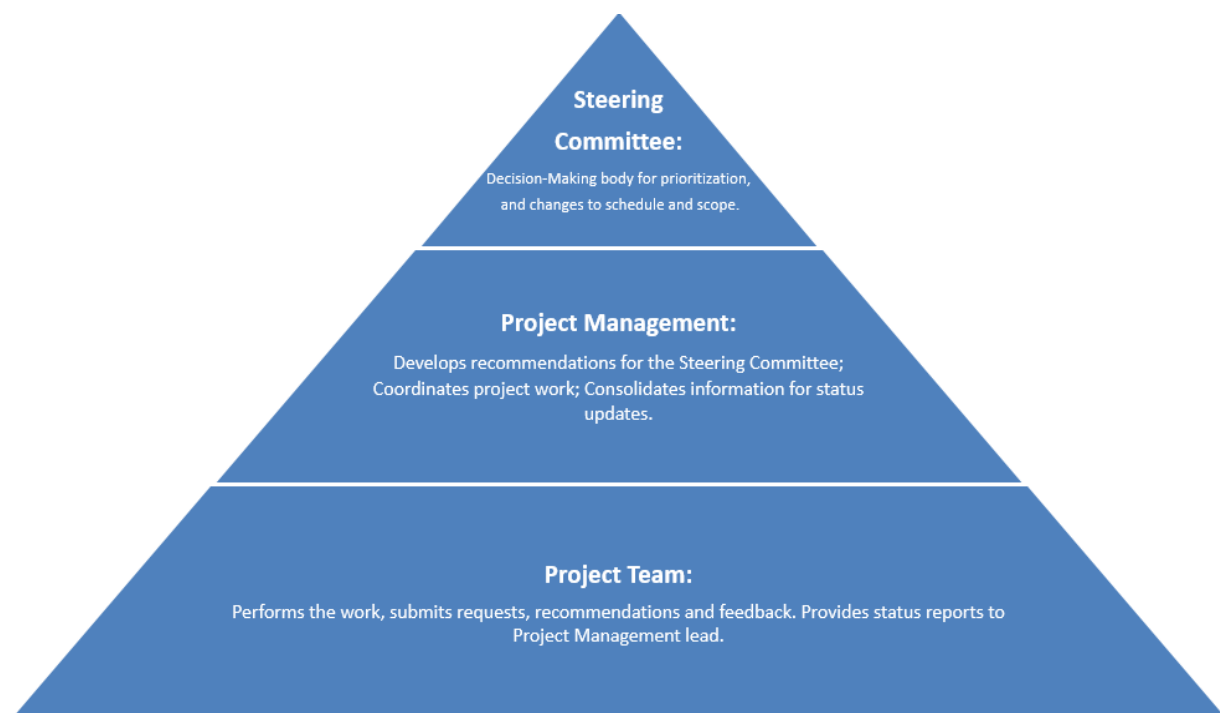 Steering
Committee:
Decision-Making body for prioritization,
and changes to schedule and scope.
Project Management:
Develops recommendations for the Steering Committee;
Coordinates project work; Consolidates information for status
updates.
Project Team:
Performs the work, submits requests, recommendations and feedback. Provides status reports to
Project Management lead.